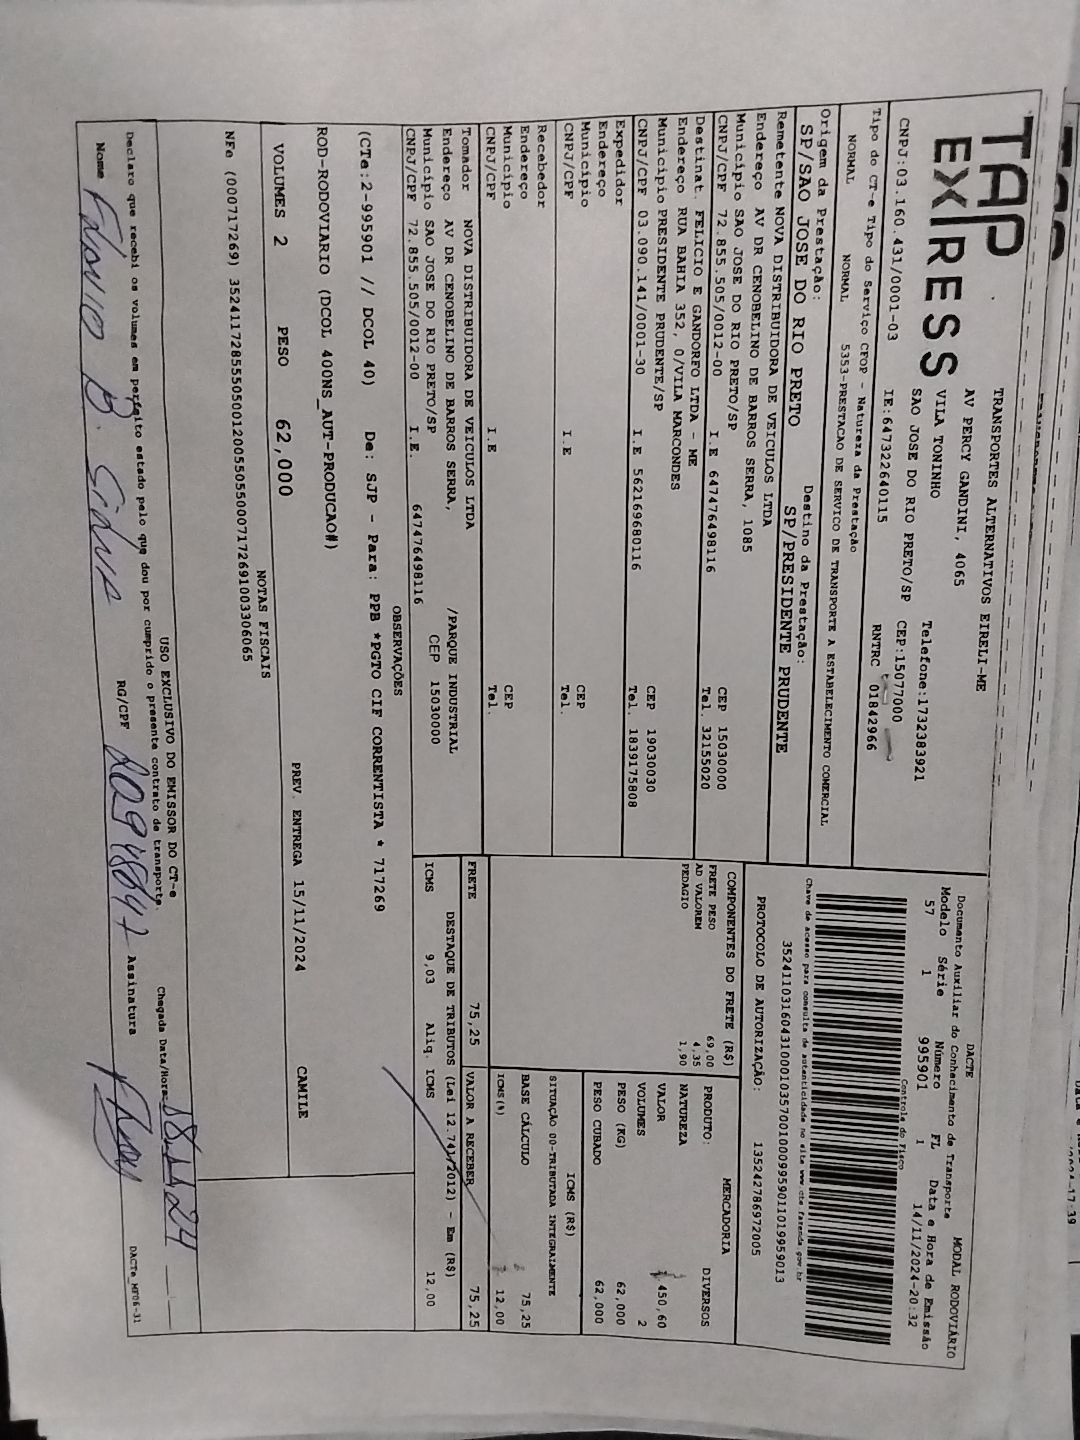 TAP
EXPRESS
TRANSPORTES ALTERNATIVOS EIRELI-ME
AV PERCY GANDINI, 4065
VILA TONINHO
SAO JOSE DO RIO PRETO/SP
Telefone:1732383921
CEP:15077000
CNPJ:03.160.431/0001-03 IE:647322640115 RNTRC 01842966
Tipo do CT-e Tipo do Serviço CFOP - Natureza da Prestação
NORMAL NORMAL 5353-PRESTACAO DE SERVICO DE TRANSPORTE A ESTABELECIMENTO COMERCIAL
Origem da Prestação: Destino da Prestação:
SP/SAO JOSE DO RIO PRETO SP/PRESIDENTE PRUDENTE
DACTE MODAL RODOVIÁRIO
Documento Auxiliar do Conhecimento de Transporte
Modelo Série Número FL Data e Hora de Emissão
57 1 995901 1 14/11/2024-20:32
Controle do Fisco
Chave de acesso para consulta de autenticidade no site www.cte.fazenda.gov.br
PROTOCOLO DE AUTORIZAÇÃO: 135242786972005
Remetente NOVA DISTRIBUIDORA DE VEICULOS LTDA
Endereço AV DR CENOBELINO DE BARROS SERRA, 1085
Município SAO JOSE DO RIO PRETO/SP CEP 15030000
CNPJ/CPF 72.855.505/0012-00 I.E 647476498116 Tel. 32155020
Destinat. FELICIO E GANDORFO LTDA - ME
Endereço RUA BAHIA 352, 0/VILA MARCONDES
Município PRESIDENTE PRUDENTE/SP CEP 19030030
CNPJ/CPF 03.090.141/0001-30 I.E 562169680116 Tel. 1839175808
Expedidor
Endereço
Município CEP
CNPJ/CPF I.E Tel.
Recebedor
Endereço
Município CEP
CNPJ/CPF I.E Tel.
Tomador NOVA DISTRIBUIDORA DE VEICULOS LTDA
Endereço AV DR CENOBELINO DE BARROS SERRA, /PARQUE INDUSTRIAL
Município SAO JOSE DO RIO PRETO/SP CEP 15030000
CNPJ/CPF 72.855.505/0012-00 I.E. 647476498116
COMPONENTES DO FRETE (R$)
FRETE PESO 69,00
AD VALOREM 4,35
PEDAGIO 1,90
MERCADORIA
PRODUTO: DIVERSOS
NATUREZA
VALOR 450,60
VOLUMES 2
PESO (KG) 62,000
PESO CUBADO 62,000
ICMS (R$)
SITUAÇÃO 00-TRIBUTADA INTEGRALMENTE
BASE CÁLCULO 75,25
ICMS(%) 12,00
FRETE 75,25 VALOR A RECEBER 75,25
DESTAQUE DE TRIBUTOS (Lei 12.741/2012) - Em (R$)
ICMS 9,03 Aliq. ICMS 12,00
OBSERVAÇÕES
(CTe:2-995901 // DCOL 40) De: SJP - Para: PPB *PGTO CIF CORRENTISTA * 717269
ROD-RODOVIARIO (DCOL 400NS_AUT-PRODUCAO#)
VOLUMES 2 PESO 62,000 PREV. ENTREGA 15/11/2024 CAMILE
NOTAS FISCAIS
USO EXCLUSIVO DO EMISSOR DO CT-e
Declaro que recebi os volumes em perfeito estado pelo que dou por cumprido o presente contrato de transporte.
Chegada Data/Hora 18.11.24
Nome RG/CPF Assinatura
DACTe_MF06-31